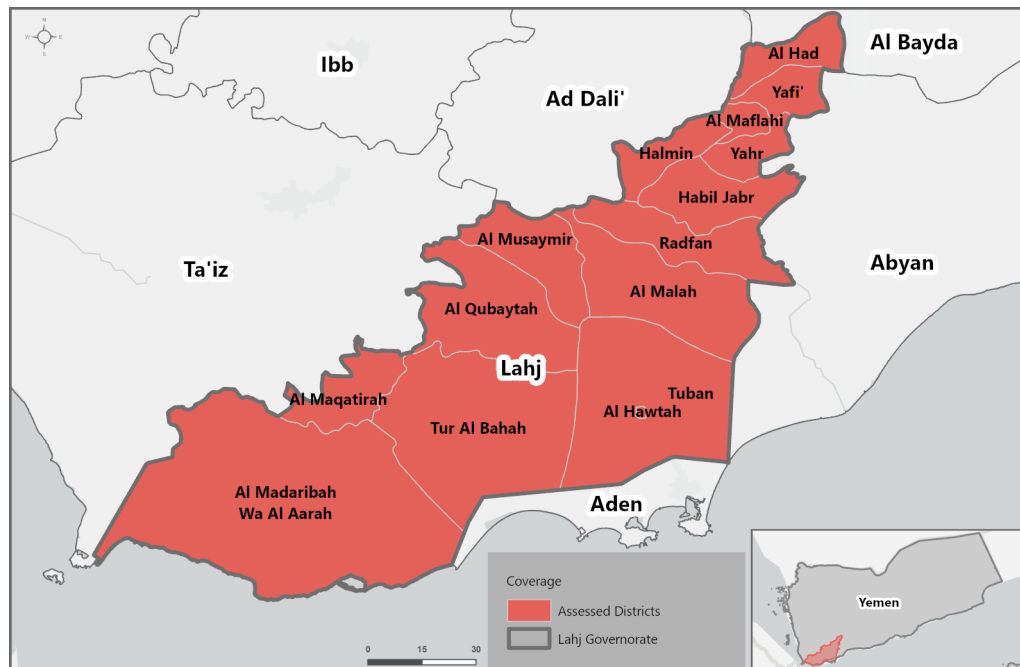 N
W E
S
Ibb
Al Bayda
Al Had
Ad Dali'
Yafi'
Al Maflahi
Halmin
Yahr
Habil Jabr
Al Musaymir
Radfan
Ta'iz
Abyan
Al Malah
Al Qubaytah
Lahj
Al Maqatirah
Tuban
Al Hawtah
Tur Al Bahah
Al Madaribah
Wa Al Aarah
Aden
Coverage
Assessed Districts
Lahj Governorate
Yemen
0 15 30